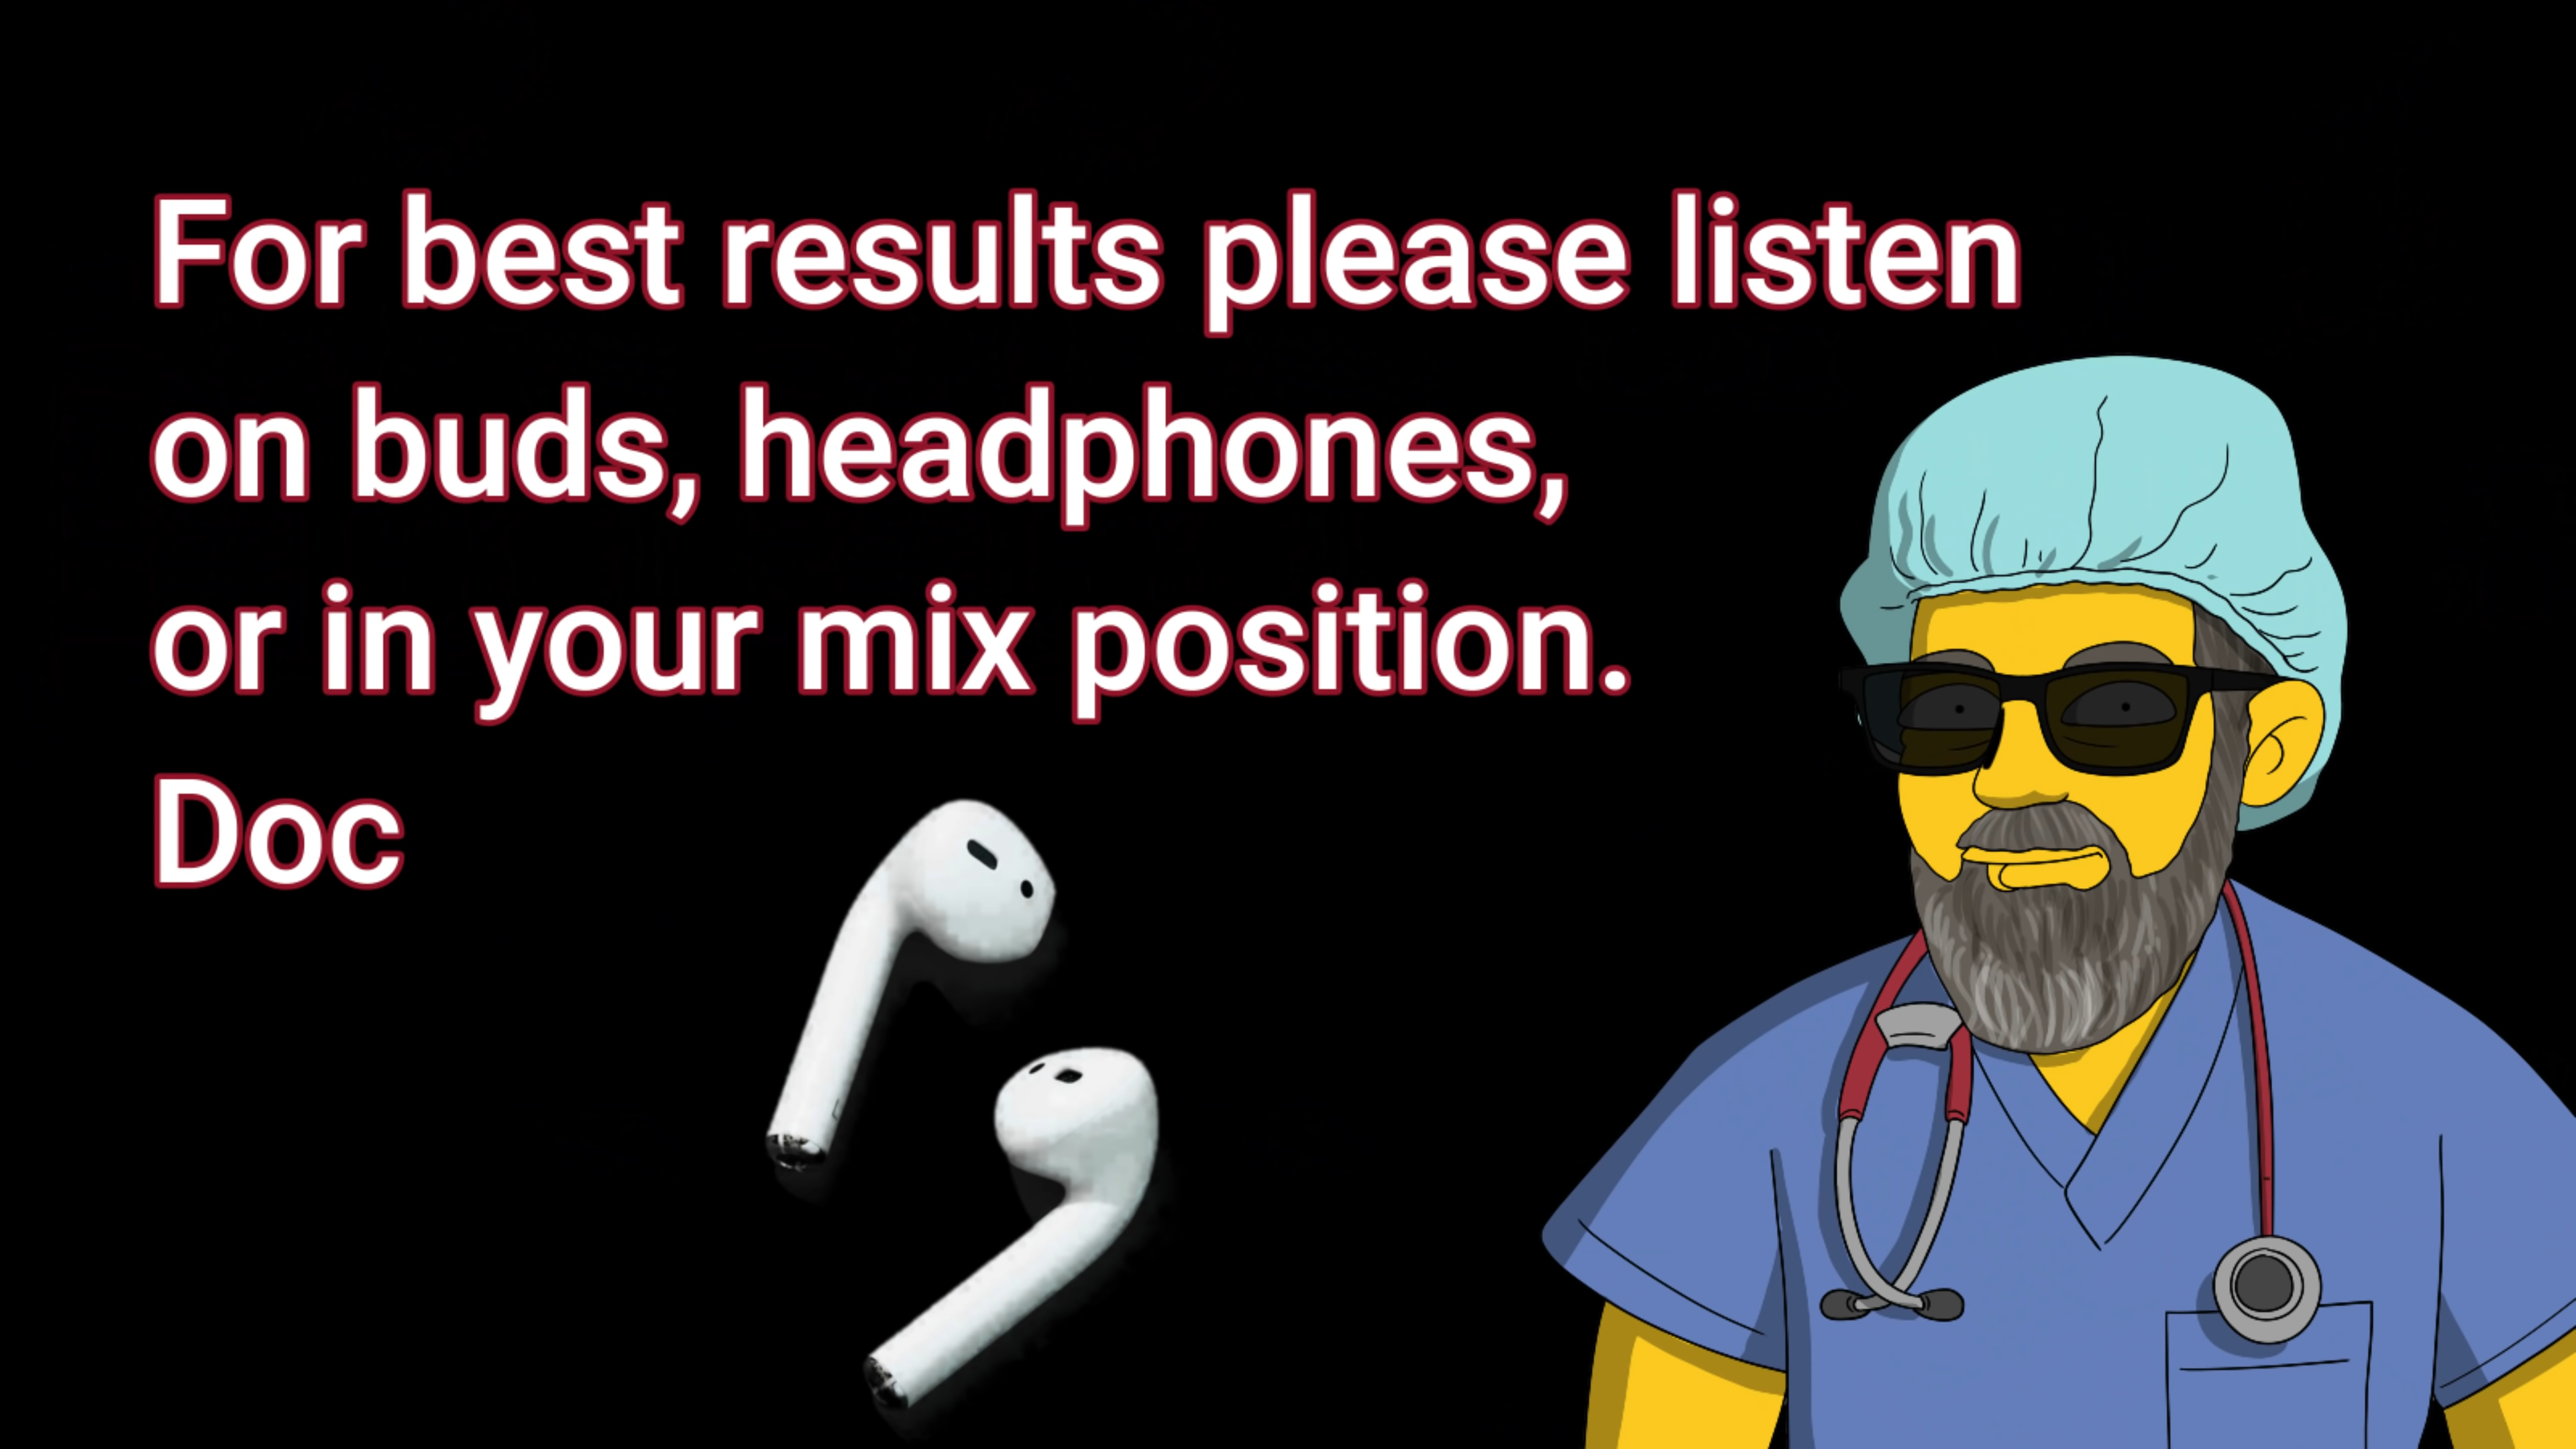 For best results please listen
on buds, headphones,
or in your mix position.
Doc